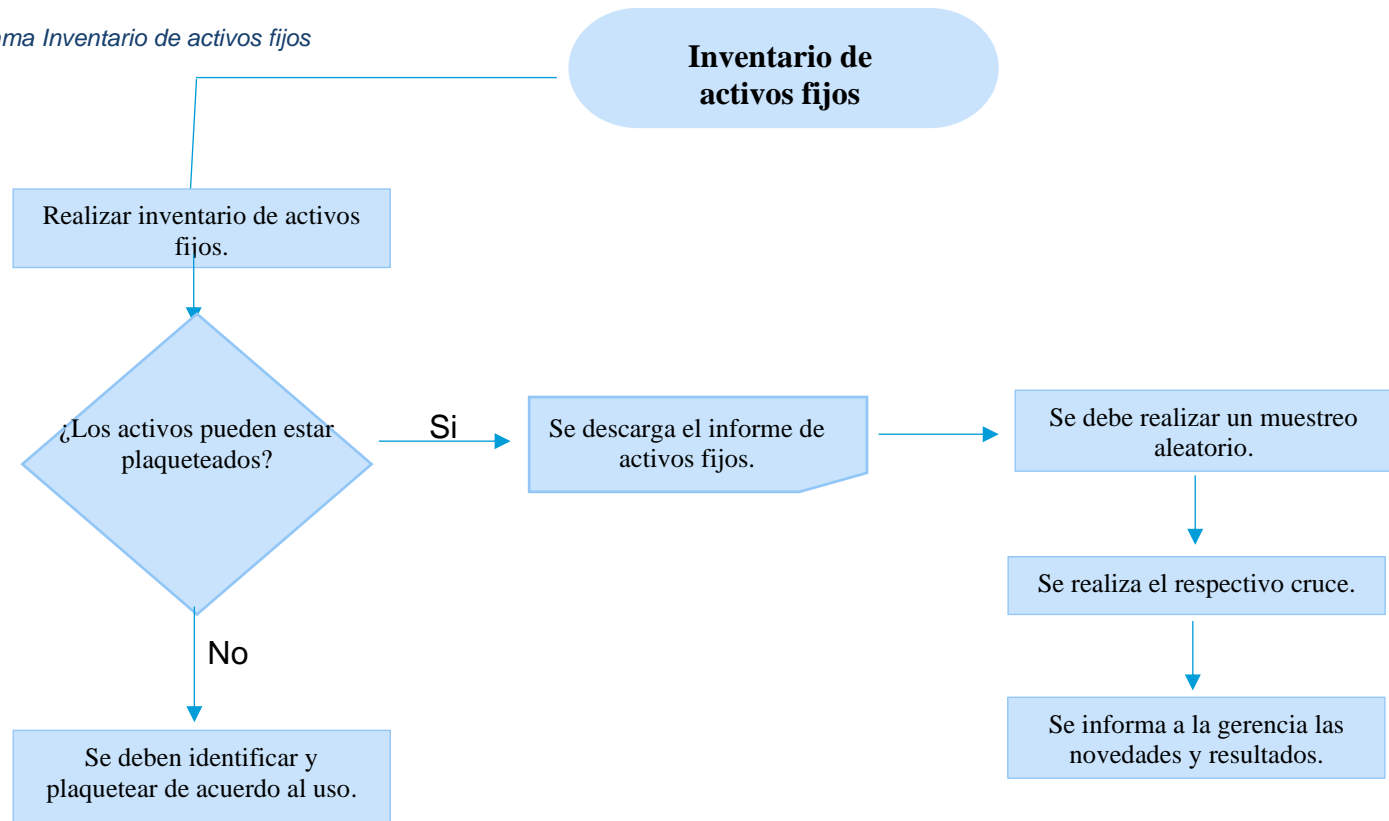 ama Inventario de activos fijos
Inventario de
activos fijos
Realizar inventario de activos
fijos.
¿Los activos pueden estar
plaqueteados?
Si
Se descarga el informe de
activos fijos.
Se debe realizar un muestreo
aleatorio.
Se realiza el respectivo cruce.
No
Se deben identificar y
plaquetear de acuerdo al uso.
Se informa a la gerencia las
novedades y resultados.